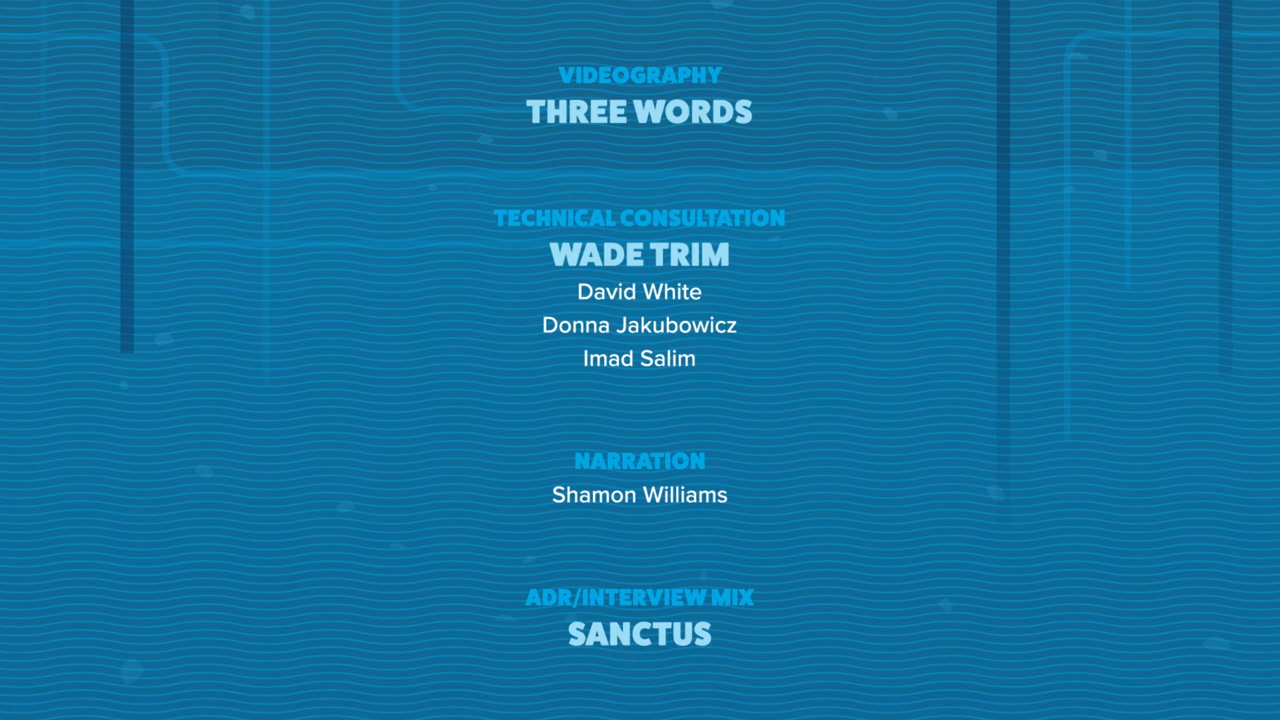 VIDEOGRAPHY
THREE WORDS
TECHNICAL CONSULTATION
WADE TRIM
David White
Donna Jakubowicz
Imad Salim
NARRATION
Shamon Williams
ADR/INTERVIEW MIX
SANCTUS